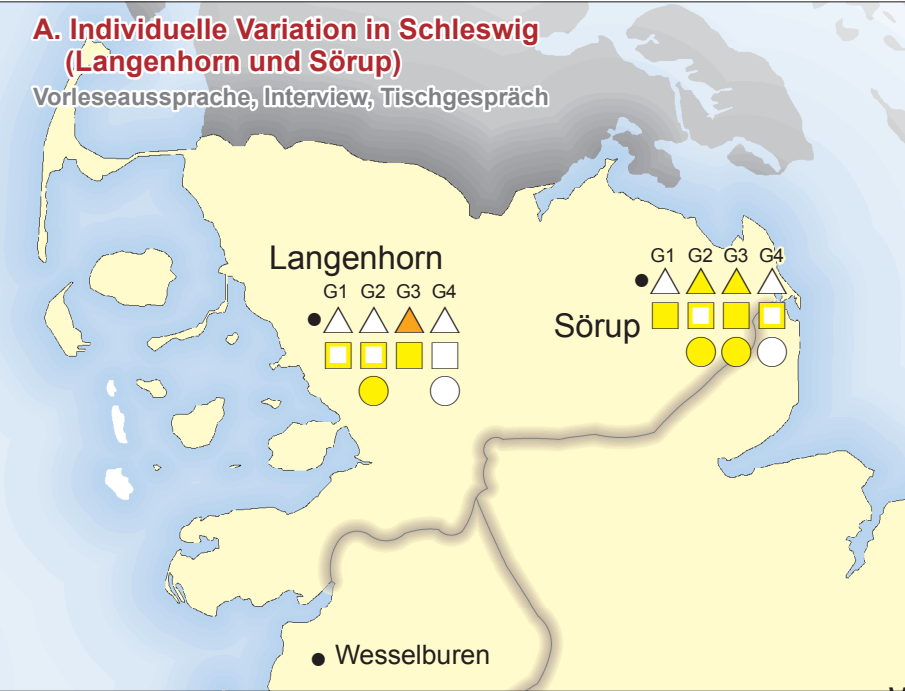 A. Individuelle Variation in Schleswig
(Langenhorn und Sörup)
Vorleseaussprache, Interview, Tischgespräch
Langenhorn
G1 G2 G3 G4
G1 G2 G3 G4
Sörup
Wesselburen